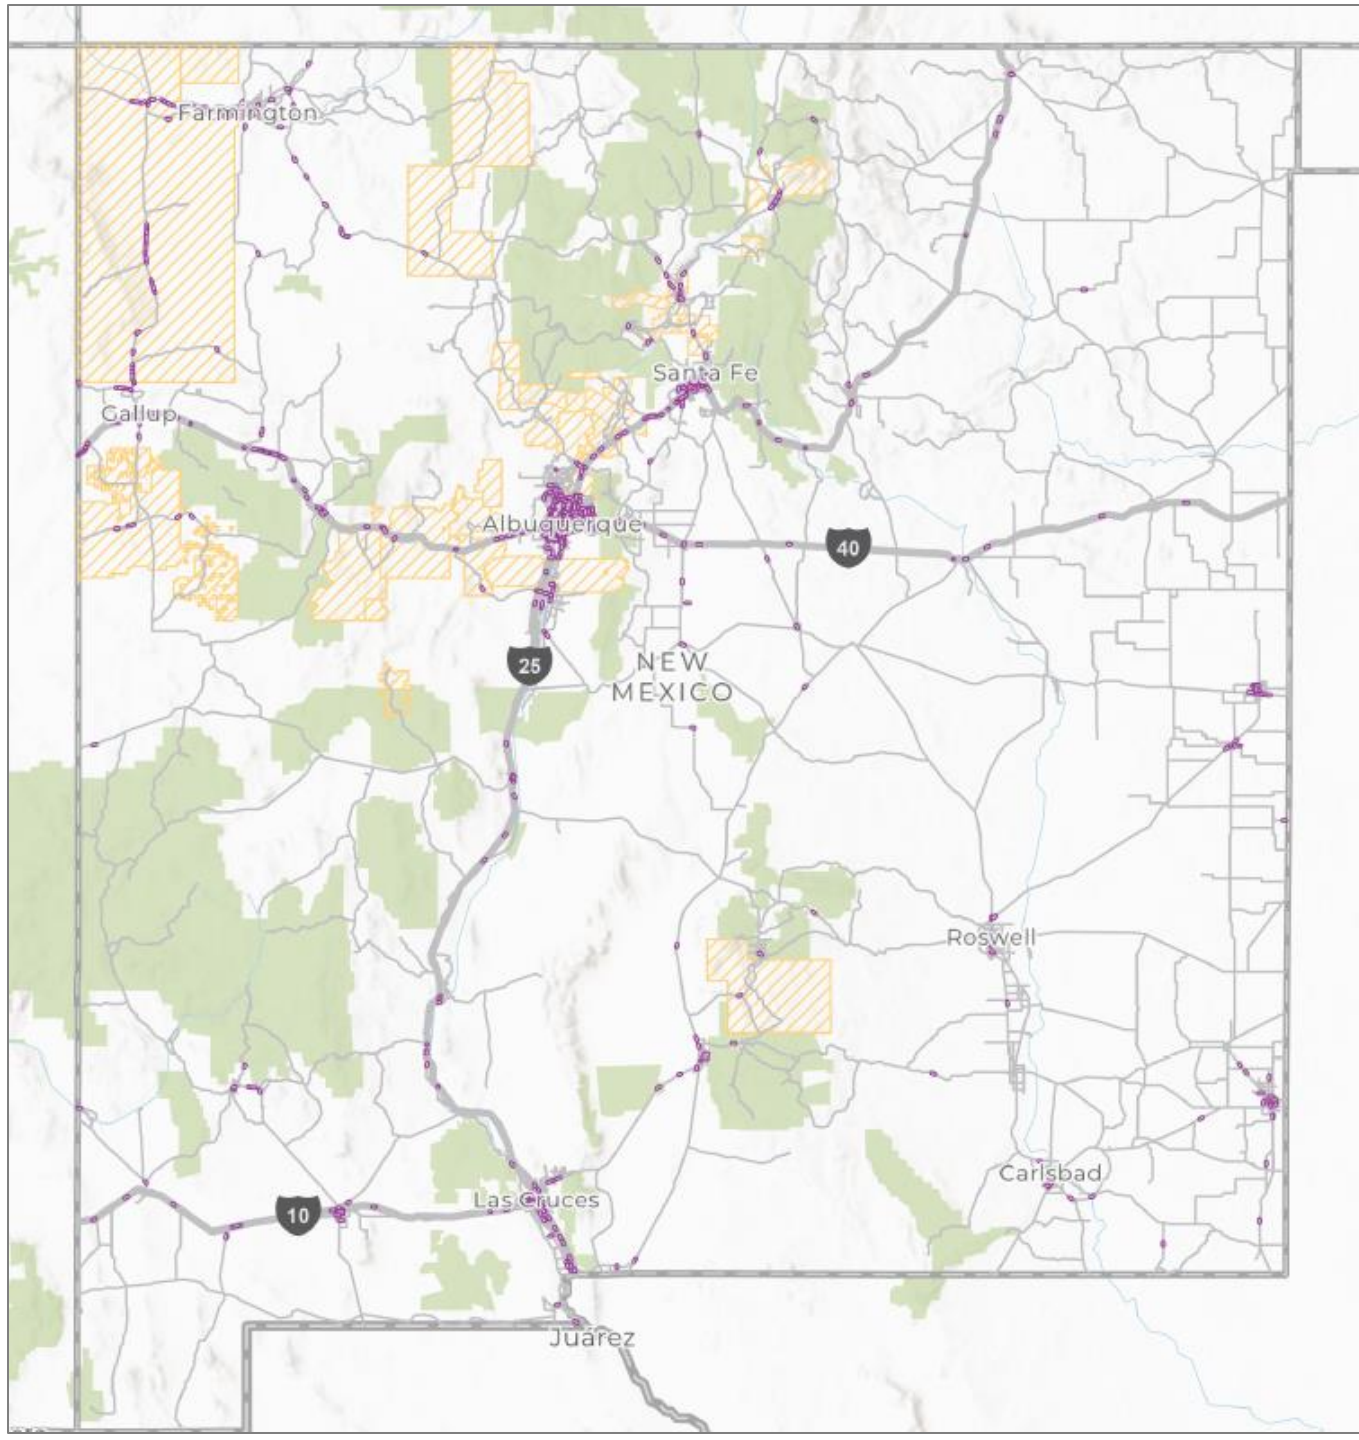 Farmington
Santa Fe
Gallup
Albuquerque
40
25
NEW
MEXICO
Roswell
Carlsbad
Las Cruces
10
Juárez